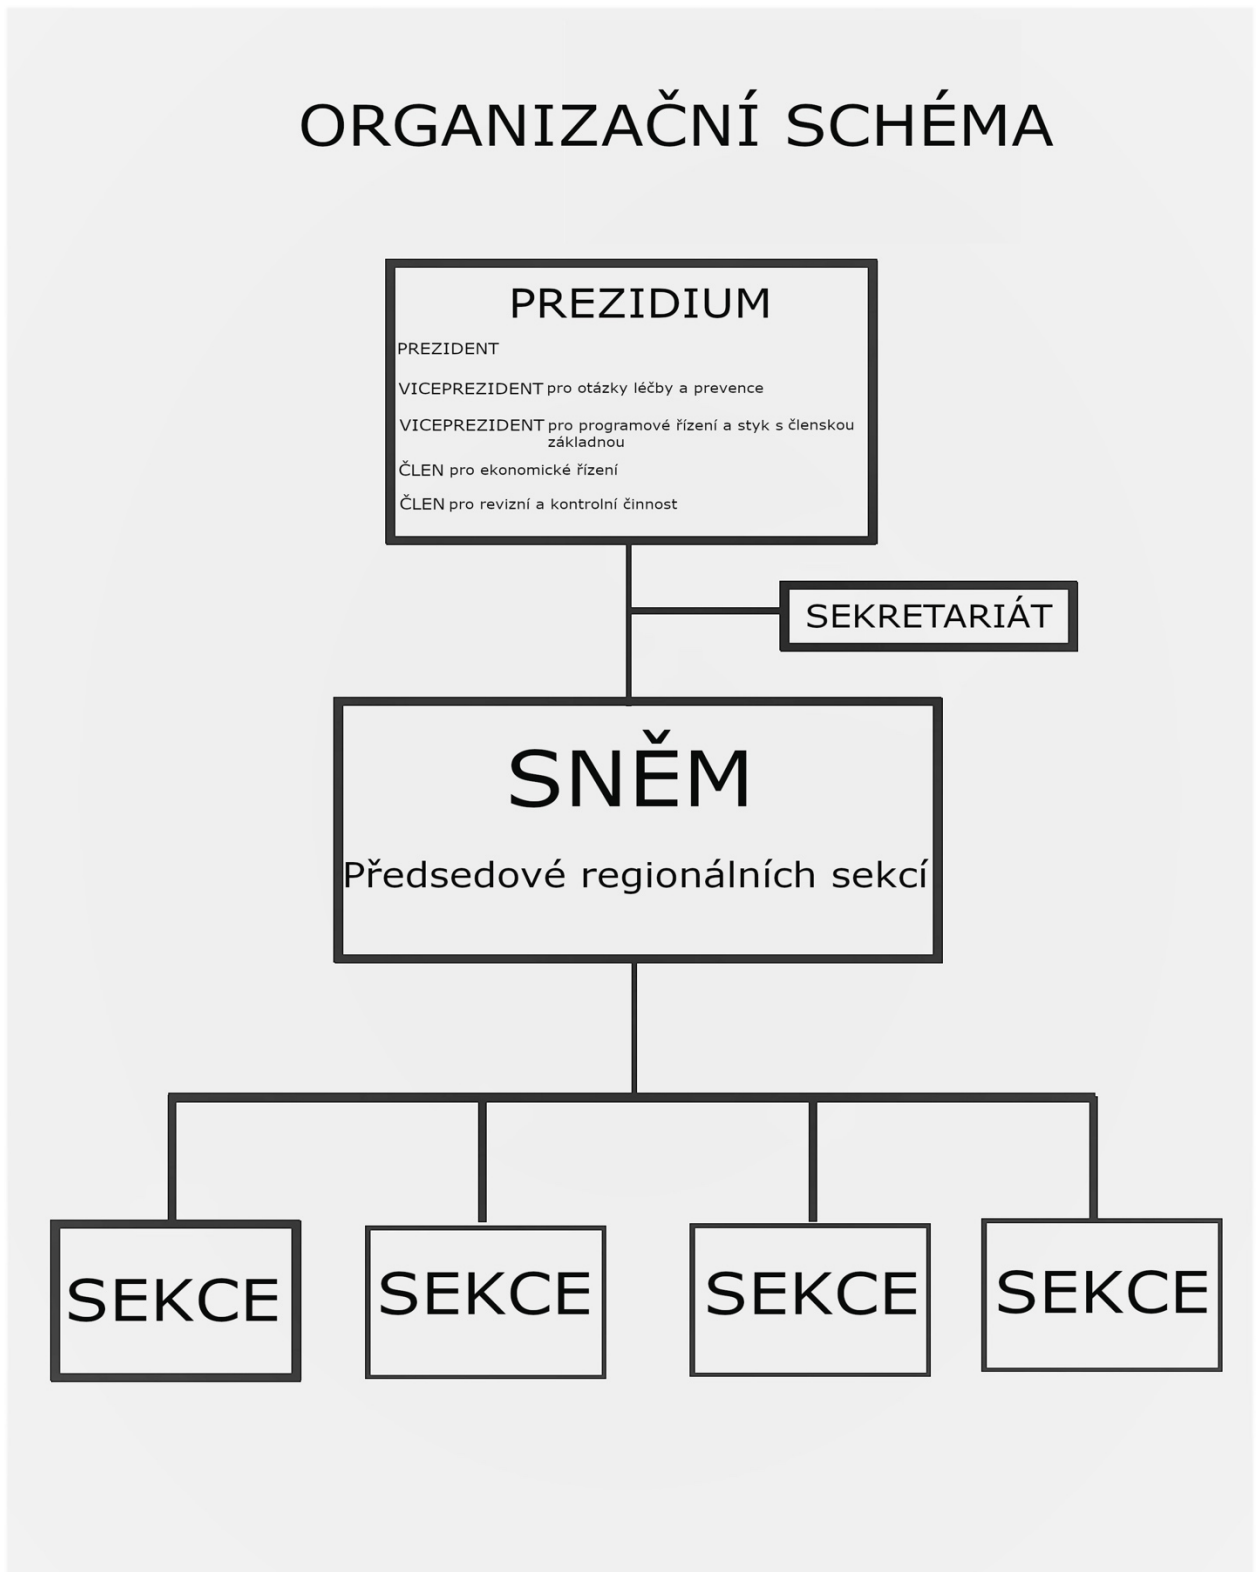 ORGANIZAČNÍ SCHÉMA
PREZIDIUM
PREZIDENT
VICEPREZIDENT pro otázky léčby a prevence
VICEPREZIDENT pro programové řízení a styk s členskou
základnou
ČLEN pro ekonomické řízení
ČLEN pro revizní a kontrolní činnost
SEKRETARIÁT
SNĚM
Předsedové regionálních sekcí
SEKCE
SEKCE
SEKCE
SEKCE